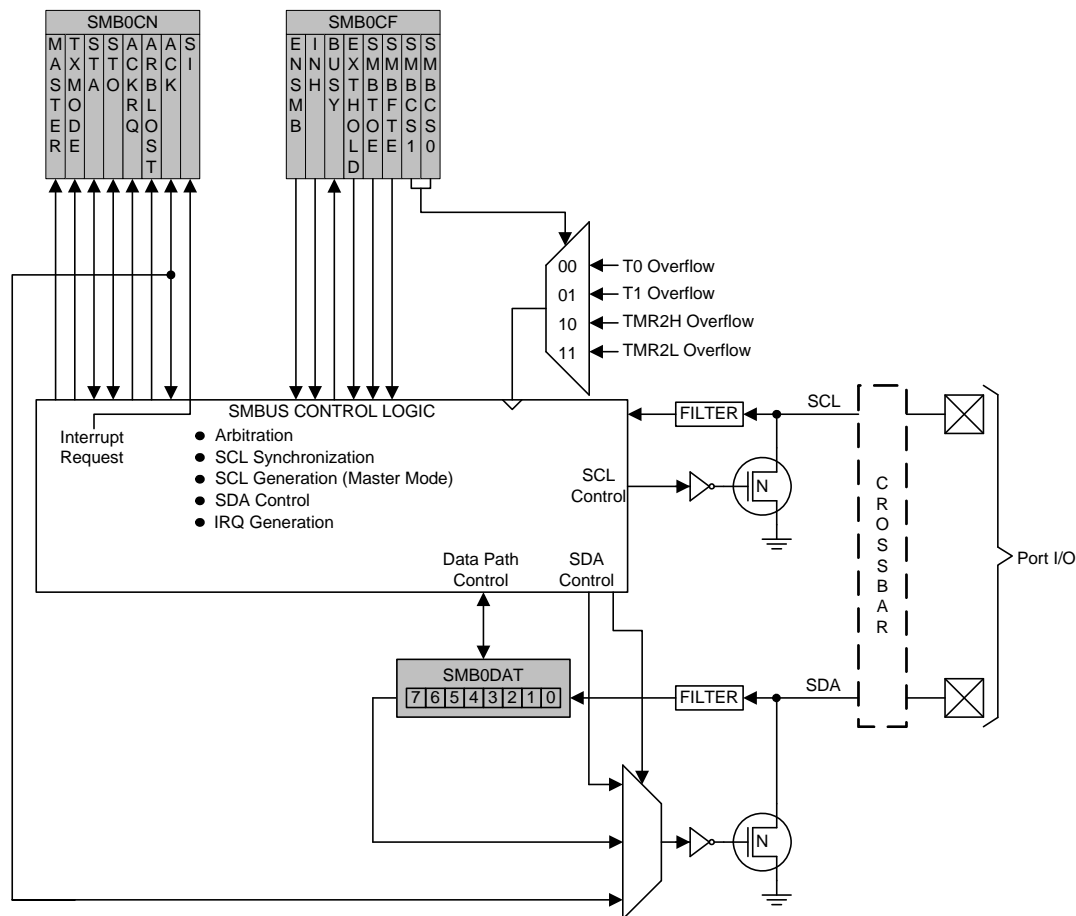 SMB0CN
MASTER
TXMODE
STA
STO
ACKRQ
ARBLOST
ACK
SI
SMB0CF
ENSMB
INH
BUSY
EXTHOLD
SMBTOE
SMBFTE
SMBCS1
SMBCS0
00
01
10
11
T0 Overflow
T1 Overflow
TMR2H Overflow
TMR2L Overflow
SMBUS CONTROL LOGIC
Interrupt
Request
● Arbitration
● SCL Synchronization
● SCL Generation (Master Mode)
● SDA Control
● IRQ Generation
SCL
Control
Data Path
Control
SDA
Control
FILTER
SCL
N
CROSSBAR
Port I/O
SMB0DAT
7 6 5 4 3 2 1 0
FILTER
SDA
N